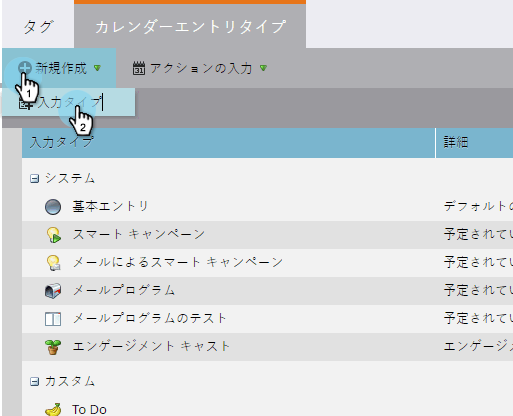 タグ カレンダーエントリタイプ
新規作成 アクションの入力
1
入力タイプ
2
入力タイプ 詳細
システム
基本エントリ デフォルトの
スマート キャンペーン 予定されてい
メールによるスマート キャンペーン 予定されてい
メールプログラム 予定されてい
メールプログラムのテスト 予定されてい
エンゲージメント キャスト エンゲージ
カスタム
To Do